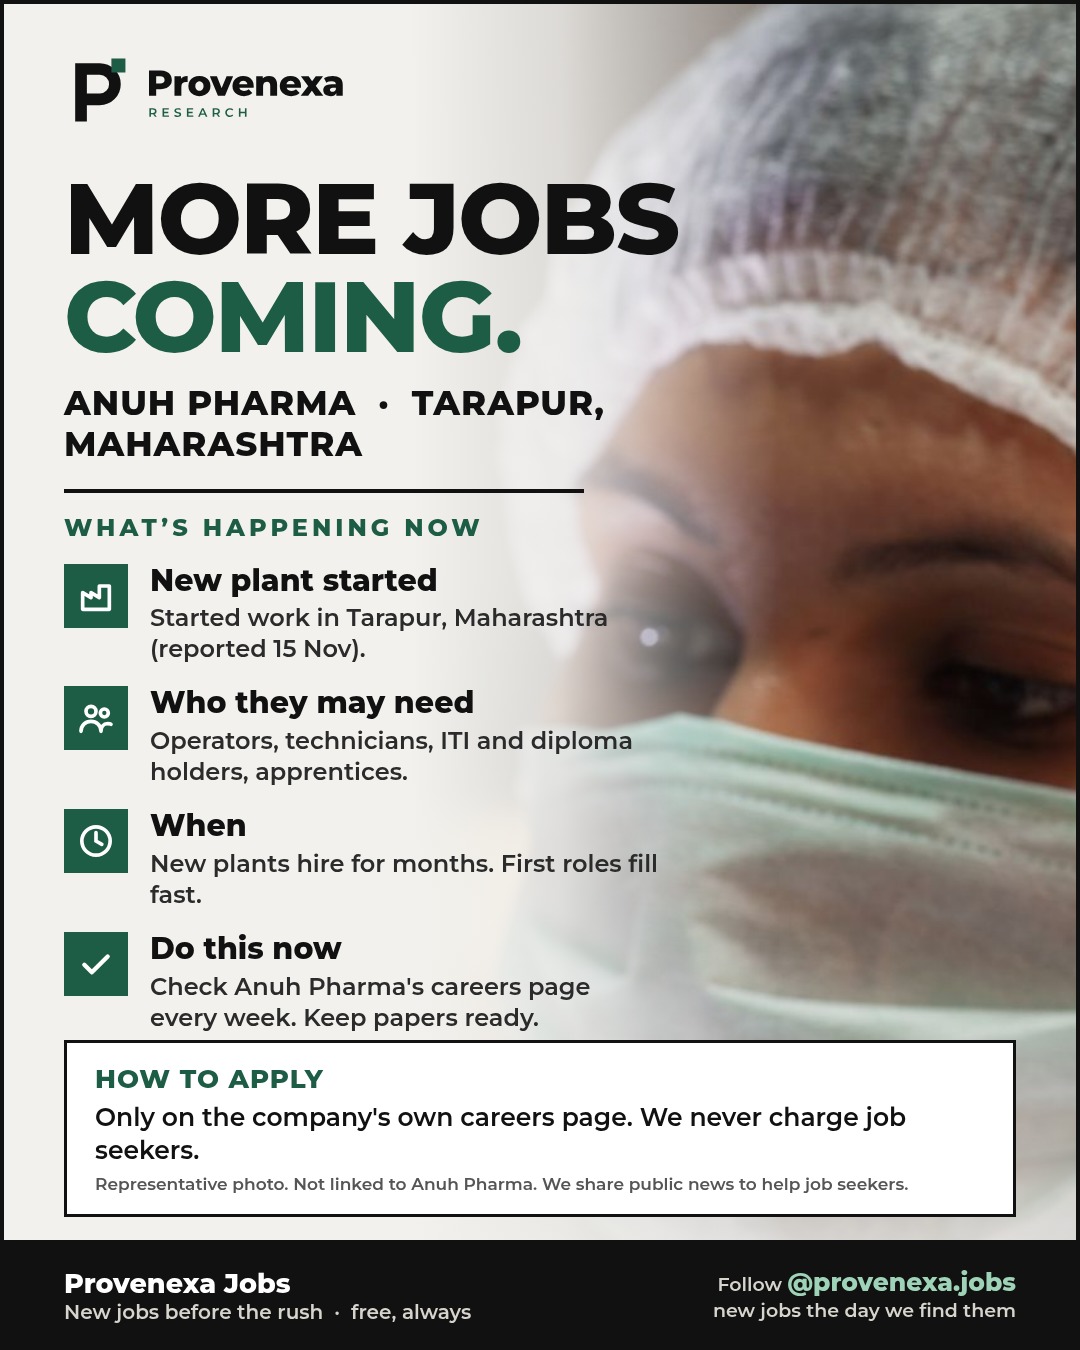 Provenexa
RESEARCH
MORE JOBS
COMING.
ANUH PHARMA · TARAPUR,
MAHARASHTRA
WHAT’S HAPPENING NOW
New plant started
Started work in Tarapur, Maharashtra
(reported 15 Nov).
Who they may need
Operators, technicians, ITI and diploma
holders, apprentices.
When
New plants hire for months. First roles fill
fast.
Do this now
Check Anuh Pharma's careers page
every week. Keep papers ready.
HOW TO APPLY
Only on the company's own careers page. We never charge job
seekers.
Representative photo. Not linked to Anuh Pharma. We share public news to help job seekers.
Provenexa Jobs
New jobs before the rush · free, always
Follow @provenexa.jobs
new jobs the day we find them